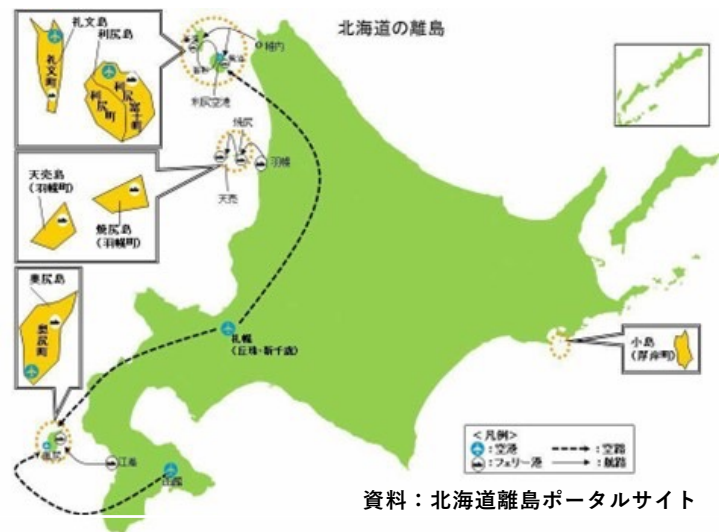 北海道の離島
礼文島
利尻島
礼文町
利尻町
利尻富士町
稚内
利尻空港
焼尻
羽幌
天売
天売島
(羽幌町)
焼尻島
(羽幌町)
奥尻島
奥尻町
札幌
(丘珠・新千歳)
小島
(厚岸町)
奥尻
江差
函館
<凡例>
:空港
:空路
:フェリー港
:航路
資料:北海道離島ポータルサイト